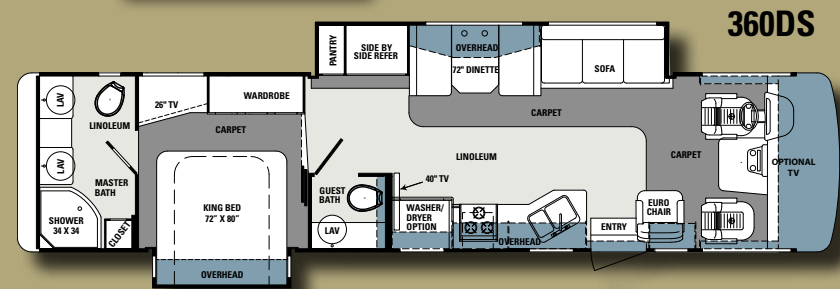 360DS
PANTRY
SIDE BY
SIDE REFER
OVERHEAD
72" DINETTE
SOFA
LAV
LINOLEUM
26" TV
WARDROBE
CARPET
CARPET
LINOLEUM
CARPET
OPTIONAL
TV
LAV
MASTER
BATH
SHOWER
34 X 34
CLOSET
KING BED
72" X 80"
OVERHEAD
GUEST
BATH
LAV
40" TV
WASHER/
DRYER
OPTION
OVERHEAD
ENTRY
EURO
CHAIR